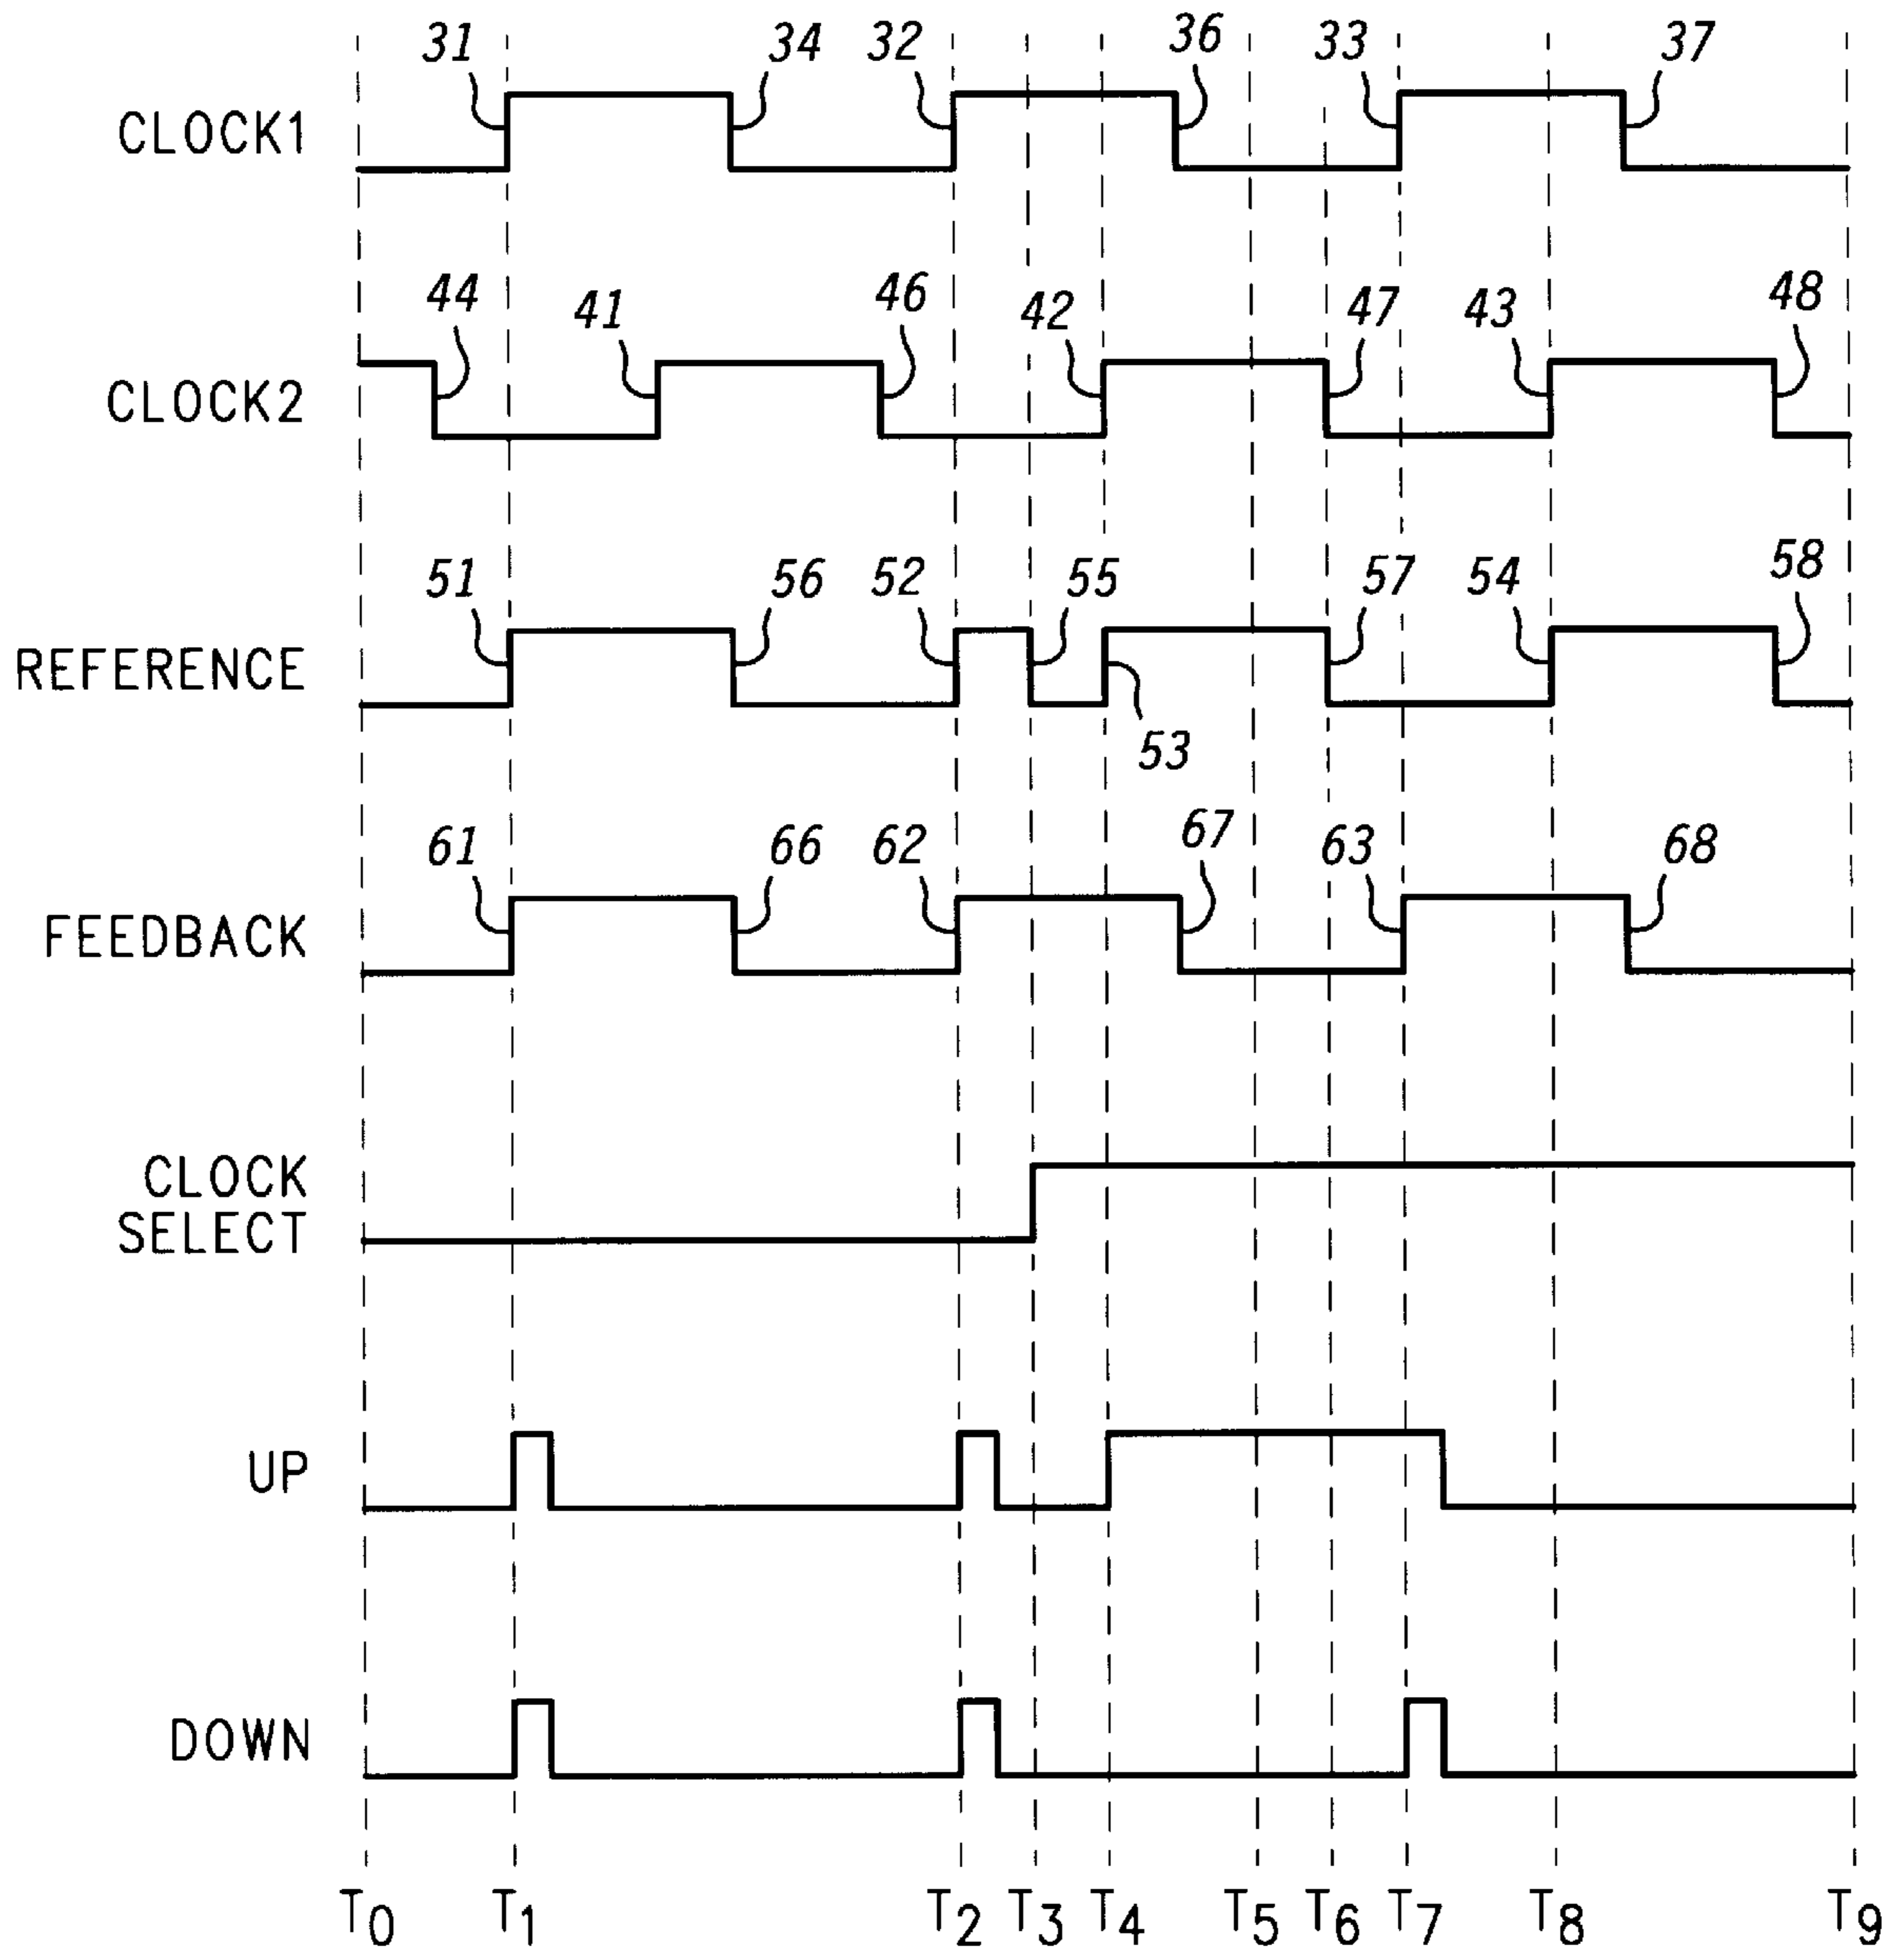 31 34 32 36 33 37
CLOCK1
44 41 46 42 47 43 48
CLOCK2
51 56 52 55 57 54 58
REFERENCE
53
61 66 62 67 63 68
FEEDBACK
CLOCK
SELECT
UP
DOWN
T0 T1 T2 T3 T4 T5 T6 T7 T8 T9